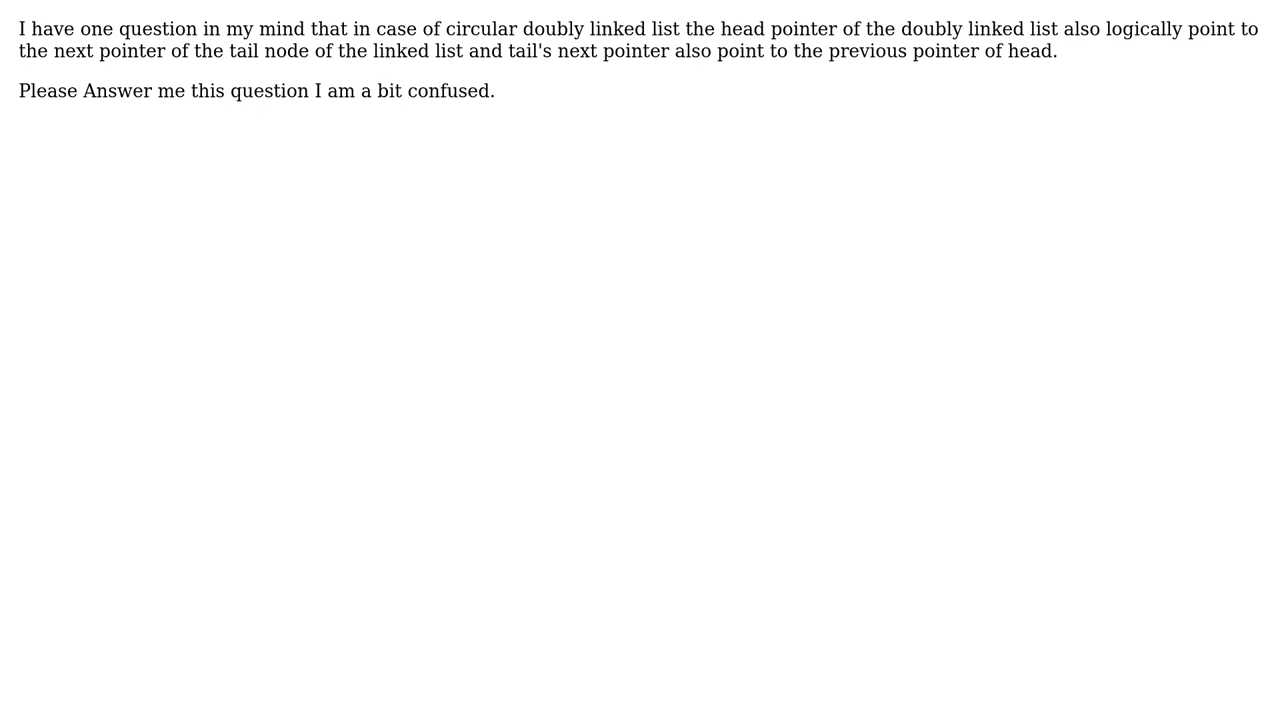 I have one question in my mind that in case of circular doubly linked list the head pointer of the doubly linked list also logically point to
the next pointer of the tail node of the linked list and tail's next pointer also point to the previous pointer of head.
Please Answer me this question I am a bit confused.